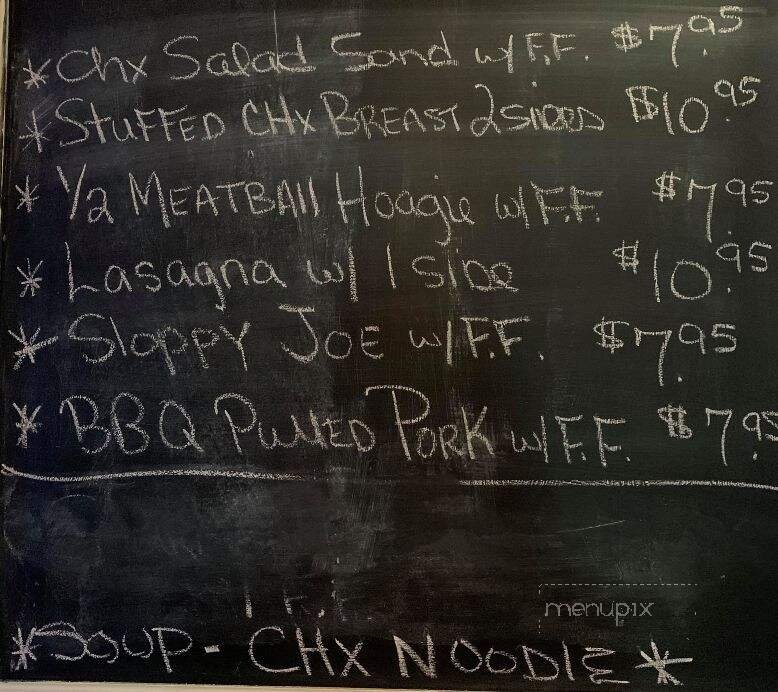 * Chx Salad Sand w/ F.F. $7.95
* STUFFED CHX BREAST 2 SIDES $10.95
* 1/2 MEATBALL Hoagie w/ F.F. $7.95
* Lasagna w/ 1 SIDE $10.95
* SLOPPY JOE w/ F.F. $7.95
* BBQ PULLED PORK w/ F.F. $7.95
menupix
* SOUP - CHX NOODLE *